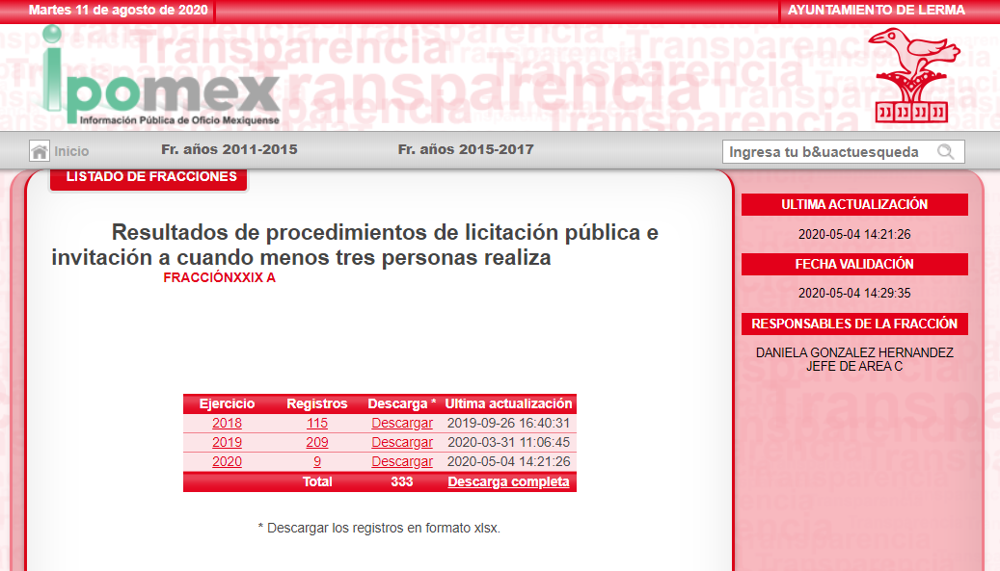 Martes 11 de agosto de 2020
AYUNTAMIENTO DE LERMA
ipomex
Información Pública de Oficio Mexiquense
Transparencia
Inicio
Fr. años 2011-2015
Fr. años 2015-2017
Ingresa tu b&uactuesqueda
LISTADO DE FRACCIONES
Resultados de procedimientos de licitación pública e
invitación a cuando menos tres personas realiza
FRACCIÓNXXIX A
Ejercicio Registros Descarga * Ultima actualización
2018 115 Descargar 2019-09-26 16:40:31
2019 209 Descargar 2020-03-31 11:06:45
2020 9 Descargar 2020-05-04 14:21:26
Total 333 Descarga completa
* Descargar los registros en formato xlsx.
ULTIMA ACTUALIZACIÓN
2020-05-04 14:21:26
FECHA VALIDACIÓN
2020-05-04 14:29:35
RESPONSABLES DE LA FRACCIÓN
DANIELA GONZALEZ HERNANDEZ
JEFE DE AREA C